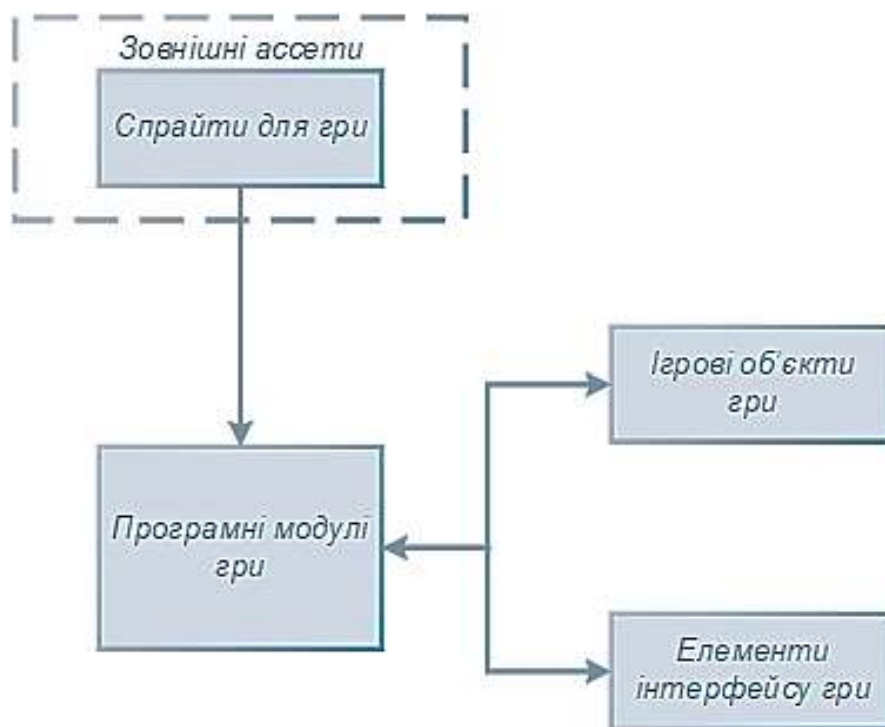 Зовнішні ассети
Спрайти для гри
Ігрові об'єкти
гри
Програмні модулі
гри
Елементи
інтерфейсу гри